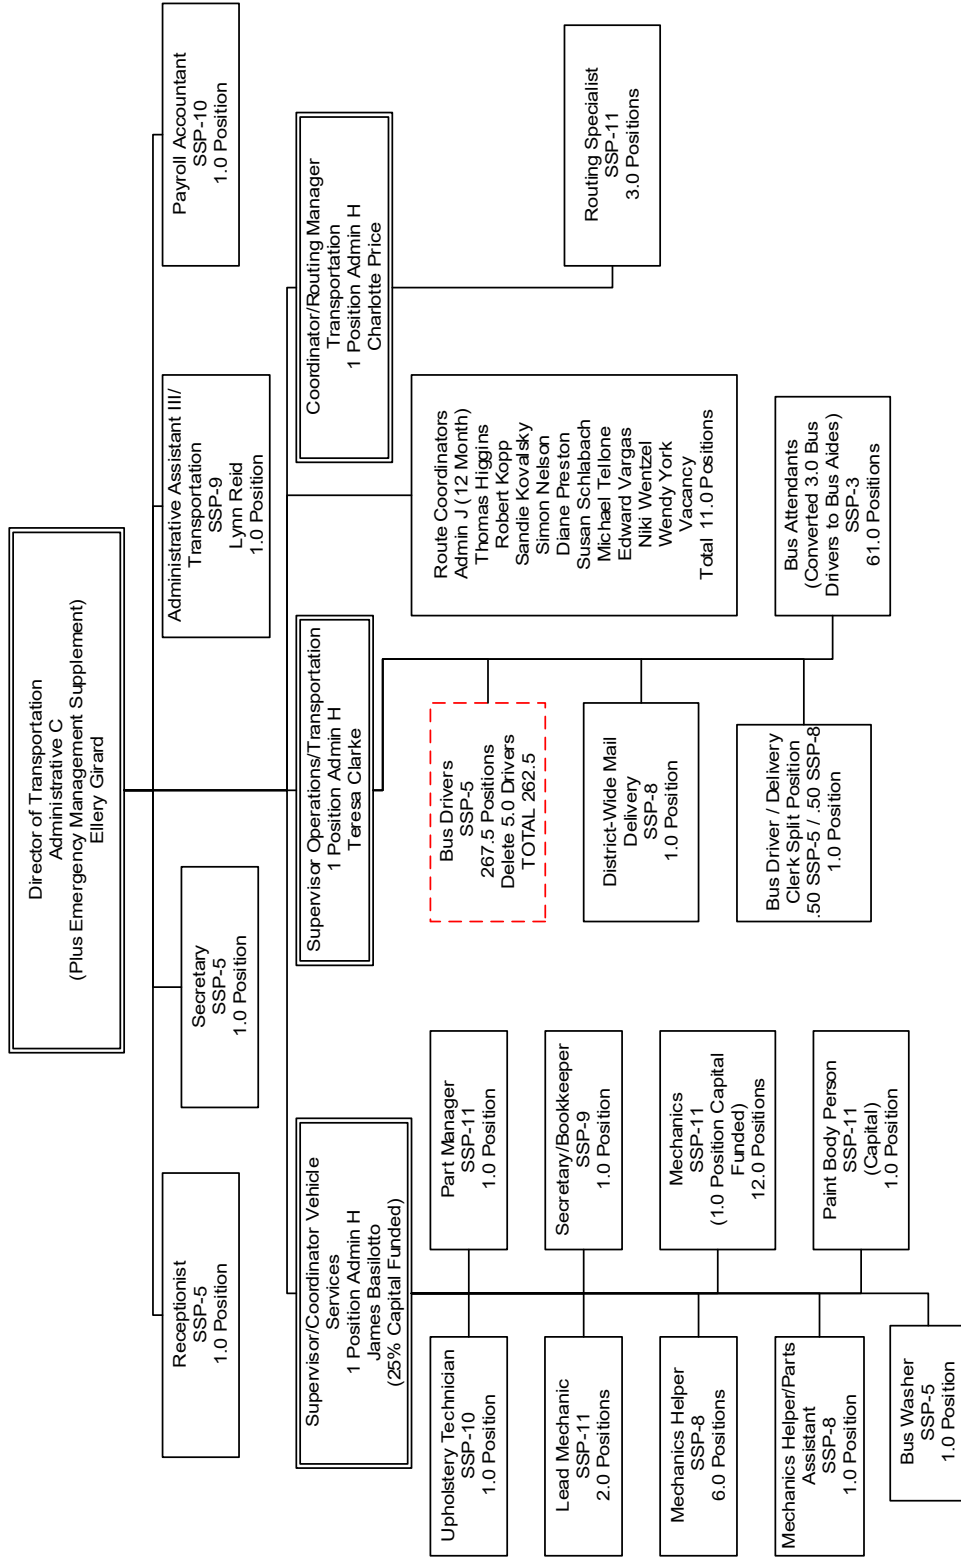 Director of Transportation
Administrative C
(Plus Emergency Management Supplement)
Ellery Girard
Receptionist
SSP-5
1.0 Position
Secretary
SSP-5
1.0 Position
Administrative Assistant III/
Transportation
SSP-9
Lynn Reid
1.0 Position
Payroll Accountant
SSP-10
1.0 Position
Supervisor/Coordinator Vehicle
Services
1 Position Admin H
James Basilotto
(25% Capital Funded)
Supervisor Operations/Transportation
1 Position Admin H
Teresa Clarke
Coordinator/Routing Manager
Transportation
1 Position Admin H
Charlotte Price
Upholstery Technician
SSP-10
1.0 Position
Part Manager
SSP-11
1.0 Position
Lead Mechanic
SSP-11
2.0 Positions
Secretary/Bookkeeper
SSP-9
1.0 Position
Mechanics Helper
SSP-8
6.0 Positions
Mechanics
SSP-11
(1.0 Position Capital
Funded)
12.0 Positions
Mechanics Helper/Parts
Assistant
SSP-8
1.0 Position
Paint Body Person
SSP-11
(Capital)
1.0 Position
Bus Washer
SSP-5
1.0 Position
Bus Drivers
SSP-5
267.5 Positions
Delete 5.0 Drivers
TOTAL 262.5
District-Wide Mail
Delivery
SSP-8
1.0 Position
Bus Driver / Delivery
Clerk Split Position
.50 SSP-5 / .50 SSP-8
1.0 Position
Route Coordinators
Admin J (12 Month)
Thomas Higgins
Robert Kopp
Sandie Kovalsky
Simon Nelson
Diane Preston
Susan Schlabach
Michael Tellone
Edward Vargas
Niki Wentzel
Wendy York
Vacancy
Total 11.0 Positions
Bus Attendants
(Converted 3.0 Bus
Drivers to Bus Aides)
SSP-3
61.0 Positions
Routing Specialist
SSP-11
3.0 Positions